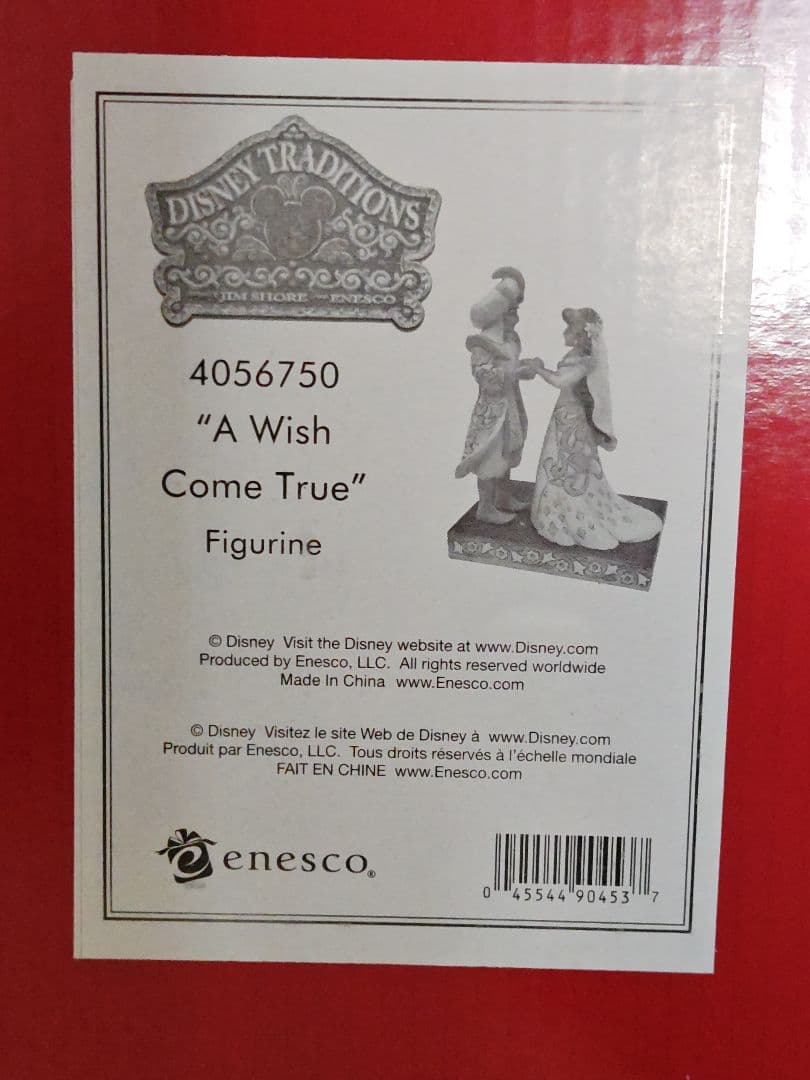 DISNEY TRADITIONS
JIM SHORE ENESCO
4056750
“A Wish
Come True”
Figurine
© Disney Visit the Disney website at www.Disney.com
Produced by Enesco, LLC. All rights reserved worldwide
Made In China www.Enesco.com
© Disney Visitez le site Web de Disney à www.Disney.com
Produit par Enesco, LLC. Tous droits réservés à l’échelle mondiale
FAIT EN CHINE www.Enesco.com
enesco®
0 45544 90453 7